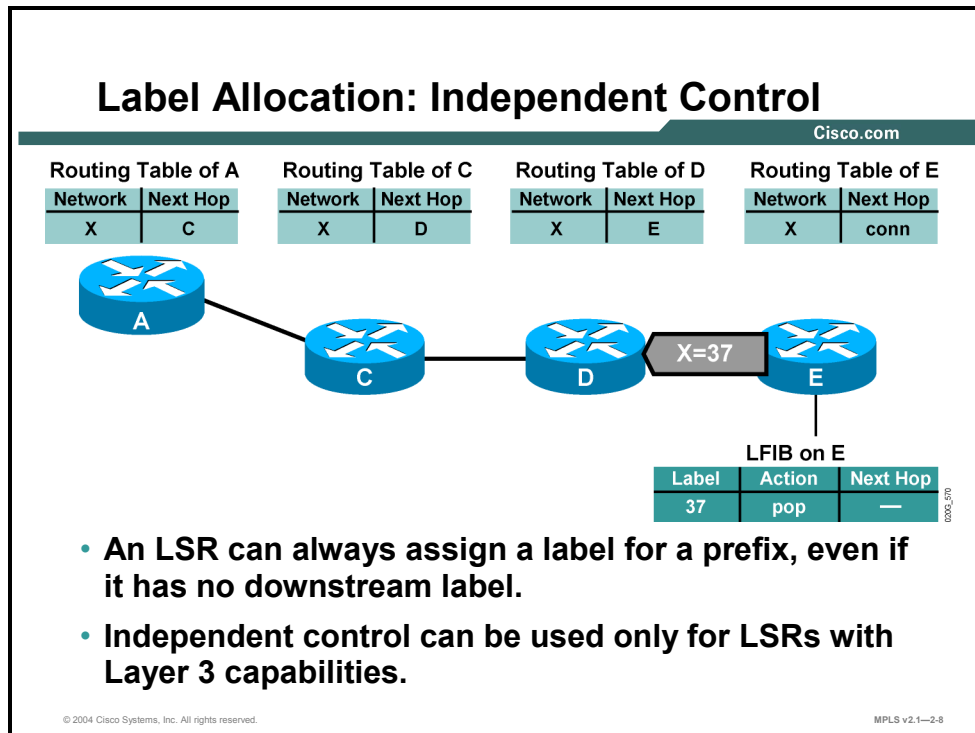 Label Allocation: Independent Control
Cisco.com
Routing Table of A
Network Next Hop
X C
Routing Table of C
Network Next Hop
X D
Routing Table of D
Network Next Hop
X E
Routing Table of E
Network Next Hop
X conn
A
C
D
X=37
E
LFIB on E
Label Action Next Hop
37 pop —
020G_570
• An LSR can always assign a label for a prefix, even if
it has no downstream label.
• Independent control can be used only for LSRs with
Layer 3 capabilities.
© 2004 Cisco Systems, Inc. All rights reserved.
MPLS v2.1—2-8